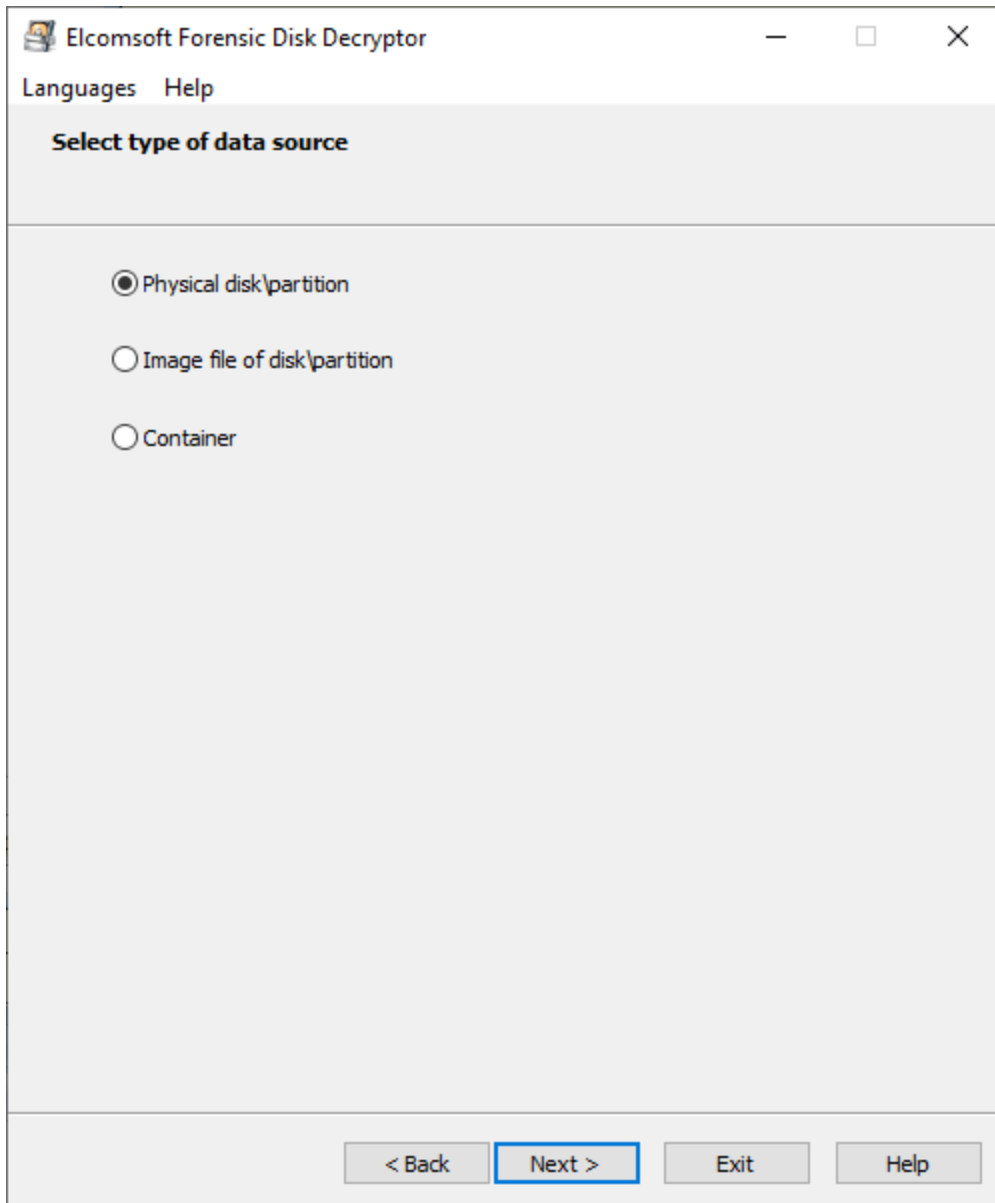 Elcomsoft Forensic Disk Decryptor
Languages Help
Select type of data source
Physical disk\partition
Image file of disk\partition
Container
< Back Next > Exit Help